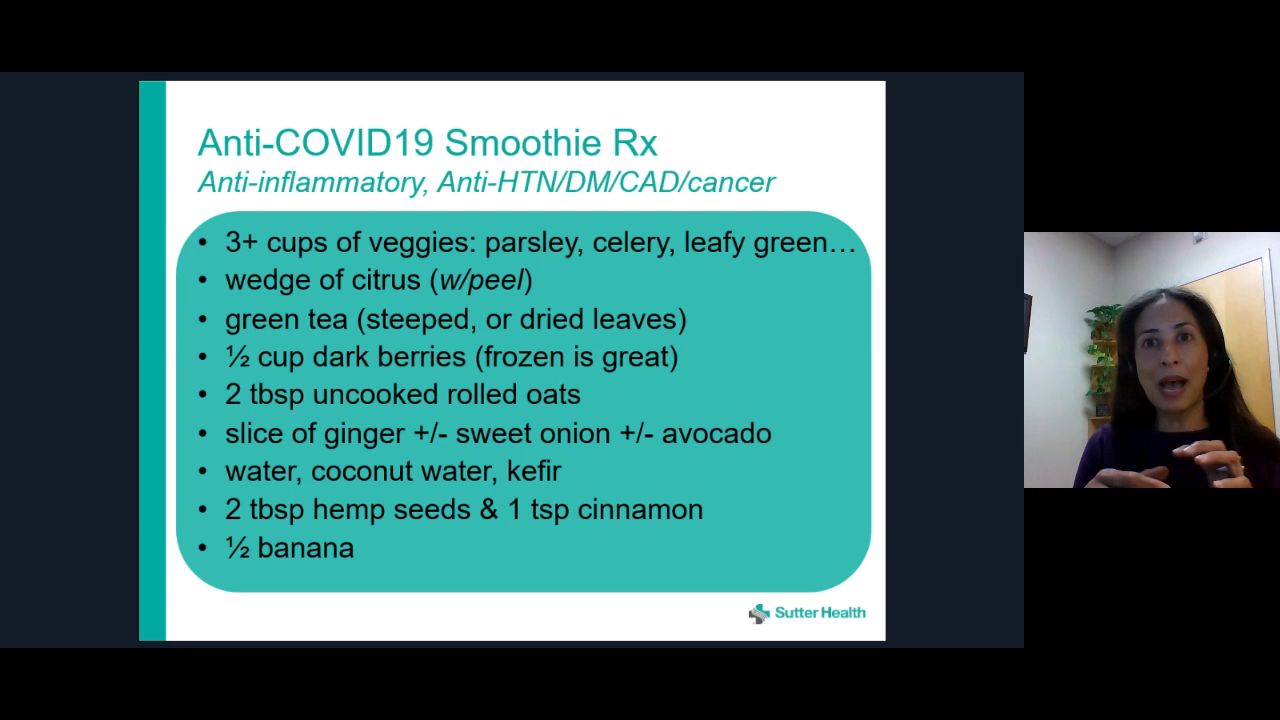 Anti-COVID19 Smoothie Rx
Anti-inflammatory, Anti-HTN/DM/CAD/cancer
• 3+ cups of veggies: parsley, celery, leafy green…
• wedge of citrus (w/peel)
• green tea (steeped, or dried leaves)
• ½ cup dark berries (frozen is great)
• 2 tbsp uncooked rolled oats
• slice of ginger +/- sweet onion +/- avocado
• water, coconut water, kefir
• 2 tbsp hemp seeds & 1 tsp cinnamon
• ½ banana
Sutter Health